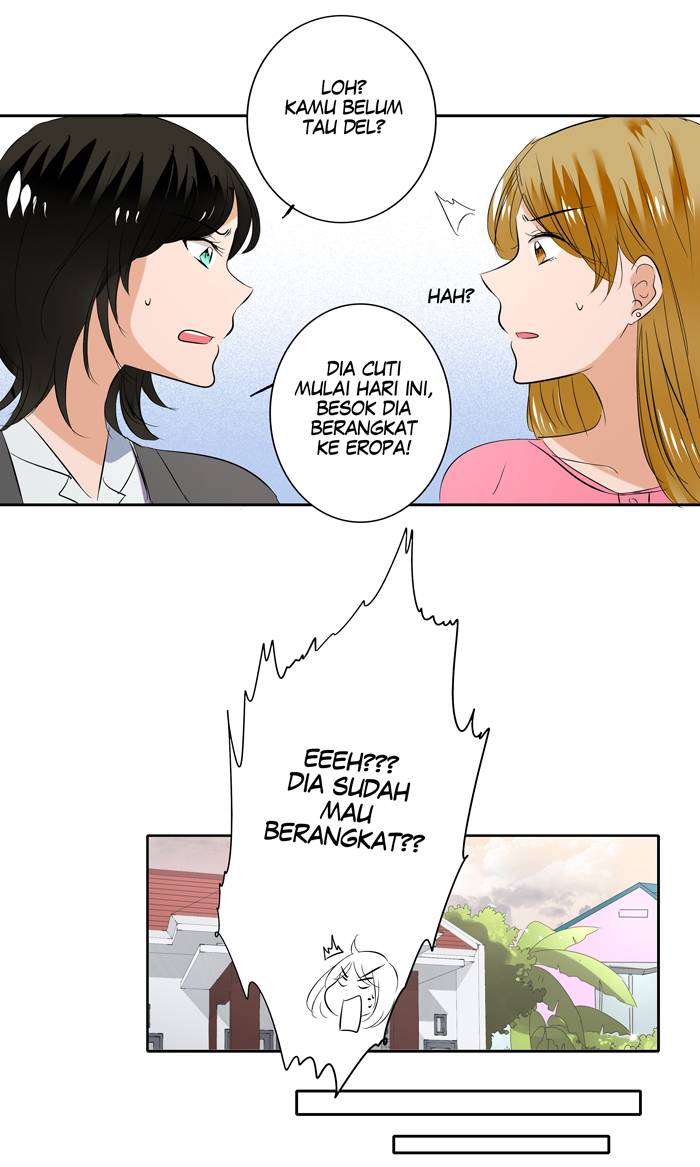 LOH?
KAMU BELUM
TAU DEL?
HAH?
DIA CUTI
MULAI HARI INI,
BESOK DIA
BERANGKAT
KE EROPA!
EEEH???
DIA SUDAH
MAU
BERANGKAT??